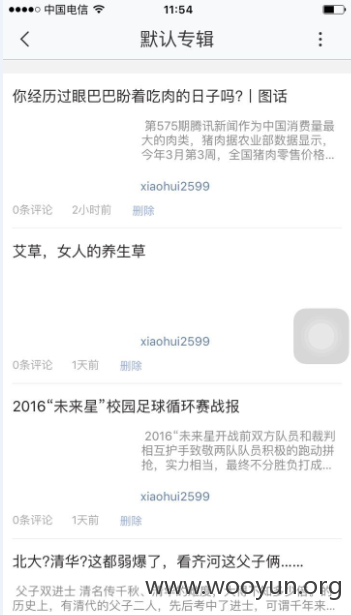 中国电信 11:54
默认专辑
你经历过眼巴巴盼着吃肉的日子吗?丨图话
第575期腾讯新闻作为中国消费量最
大的肉类，猪肉据农业部数据显示，
今年3月第3周，全国猪肉零售价格...
xiaohui2599
0条评论 2小时前 删除
艾草，女人的养生草
xiaohui2599
0条评论 1天前 删除
2016“未来星”校园足球循环赛战报
2016“未来星开战前双方队员和裁判
相互护手致敬两队队员积极的跑动拼
抢，实力相当，最终不分胜负打成...
xiaohui2599
0条评论 1天前 删除
北大?清华?这都弱爆了，看齐河这父子俩......
父子双进士 清名传千秋
www.wooyun.org
历史上，有清代的父子二人，先后考中了进士，可谓千年未...